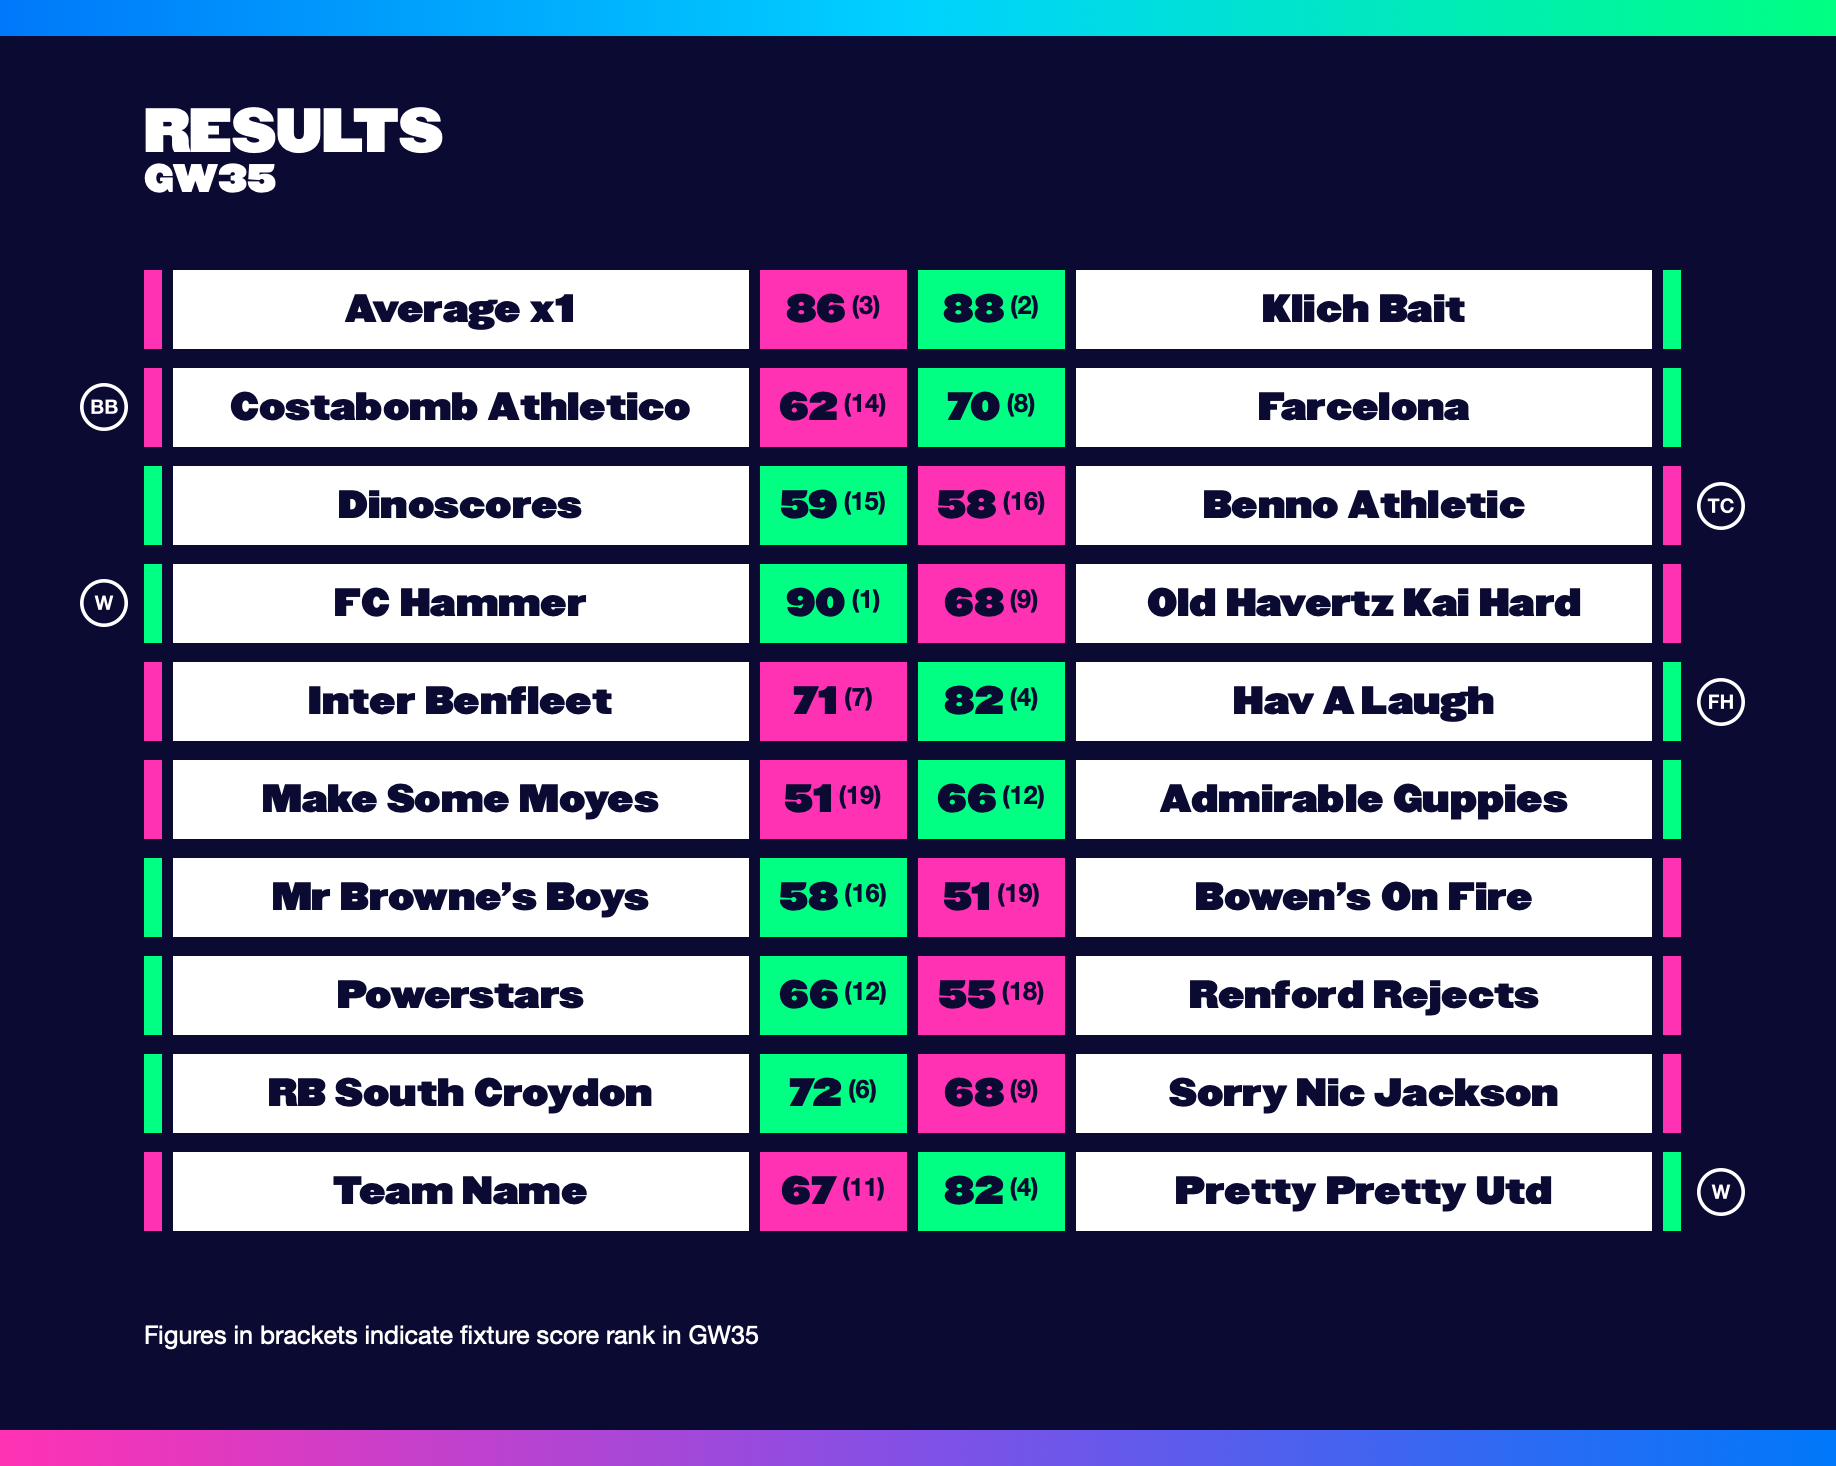 RESULTS
GW35
Average x1 86 (3) 88 (2) Klich Bait
BB Costabomb Athletico 62 (14) 70 (8) Farcelona
Dinoscores 59 (15) 58 (16) Benno Athletic TC
W FC Hammer 90 (1) 68 (9) Old Havertz Kai Hard
Inter Benfleet 71 (7) 82 (4) Hav A Laugh FH
Make Some Moyes 51 (19) 66 (12) Admirable Guppies
Mr Browne’s Boys 58 (16) 51 (19) Bowen’s On Fire
Powerstars 66 (12) 55 (18) Renford Rejects
RB South Croydon 72 (6) 68 (9) Sorry Nic Jackson
Team Name 67 (11) 82 (4) Pretty Pretty Utd W
Figures in brackets indicate fixture score rank in GW35